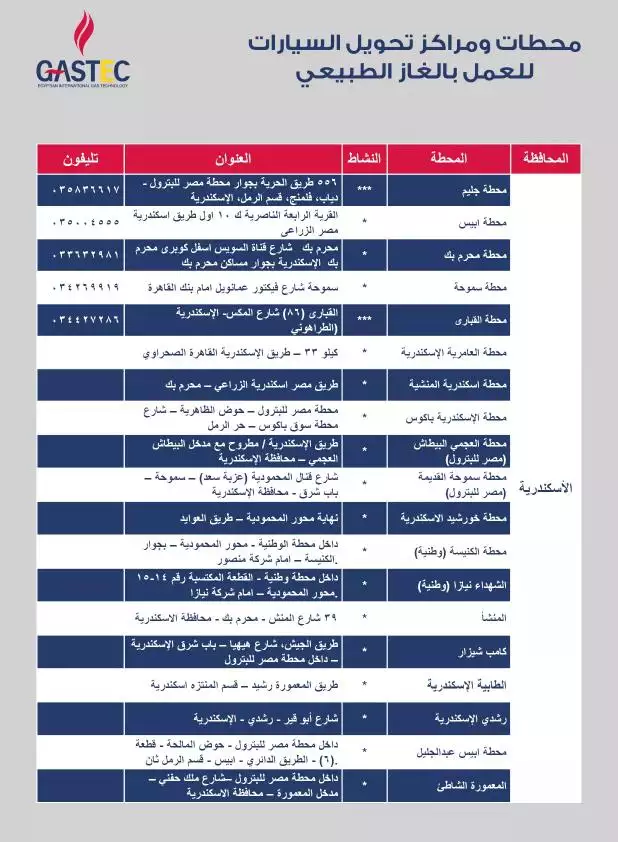 GASTEC
EGYPTIAN INTERNATIONAL GAS TECHNOLOGY
محطات ومراكز تحويل السيارات
للعمل بالغاز الطبيعي
المحافظة المحطة النشاط العنوان تليفون
الأسكندرية
محطة جليم *** ٥٥٦ طريق الحرية بجوار محطة مصر للبترول - ٠٣٥٨٣٦٦١٧
دياب، فلمنج، قسم الرمل، الإسكندرية
محطة ابيس * القرية الرابعة الناصرية ك ١٠ اول طريق اسكندرية ٠٣٥٠٠٤٥٥٥
مصر الزراعى
محطة محرم بك * محرم بك شارع قناة السويس اسفل كوبرى محرم ٠٣٣٦٣٢٩٨١
بك الإسكندرية بجوار مساكن محرم بك
محطة سموحة * سموحة شارع فيكتور عمانويل امام بنك القاهرة ٠٣٤٢٦٩٩١٩
محطة القبارى *** القبارى (٨٦) شارع المكس- الإسكندرية ٠٣٤٤٢٧٢٨٦
(الطراهوني
محطة العامرية الإسكندرية * كيلو ٣٣ – طريق الإسكندرية القاهرة الصحراوي
محطة اسكندرية المنشية * طريق مصر اسكندرية الزراعي – محرم بك
محطة الإسكندرية باكوس * محطة مصر للبترول – حوض الظاهرية – شارع
محطة سوق باكوس – حر الرمل
محطة العجمي البيطاش * طريق الإسكندرية / مطروح مع مدخل البيطاش
(مصر للبترول) العجمي – محافظة الإسكندرية
محطة سموحة القديمة * شارع قنال المحمودية (عزبة سعد) – سموحة –
(مصر للبترول) باب شرق - محافظة الإسكندرية
محطة خورشيد الاسكندرية * نهاية محور المحمودية – طريق العوايد
محطة الكنيسة (وطنية) * داخل محطة الوطنية - محور المحمودية – بجوار
.الكنيسة – امام شركة منصور
الشهداء نيازا (وطنية) * داخل محطة وطنية - القطعة المكتسبة رقم ١٤-١٥
.محور المحمودية – امام شركة نيازا
المنشأ * ٣٩ شارع المنش - محرم بك - محافظة الاسكندرية
كامب شيزار * طريق الجيش، شارع هيهيا – باب شرق الإسكندرية
– داخل محطة مصر للبترول
الطابية الإسكندرية * طريق المعمورة رشيد – قسم المنتزه اسكندرية
رشدي الإسكندرية * شارع أبو قير - رشدي - الإسكندرية
محطة ابيس عبدالجليل * داخل محطة مصر للبترول - حوض المالحة - قطعة
.(٦) - الطريق الدائري - ابيس - قسم الرمل ثان
المعمورة الشاطئ * داخل محطة مصر للبترول –شارع ملك حفني –
مدخل المعمورة – محافظة الاسكندرية